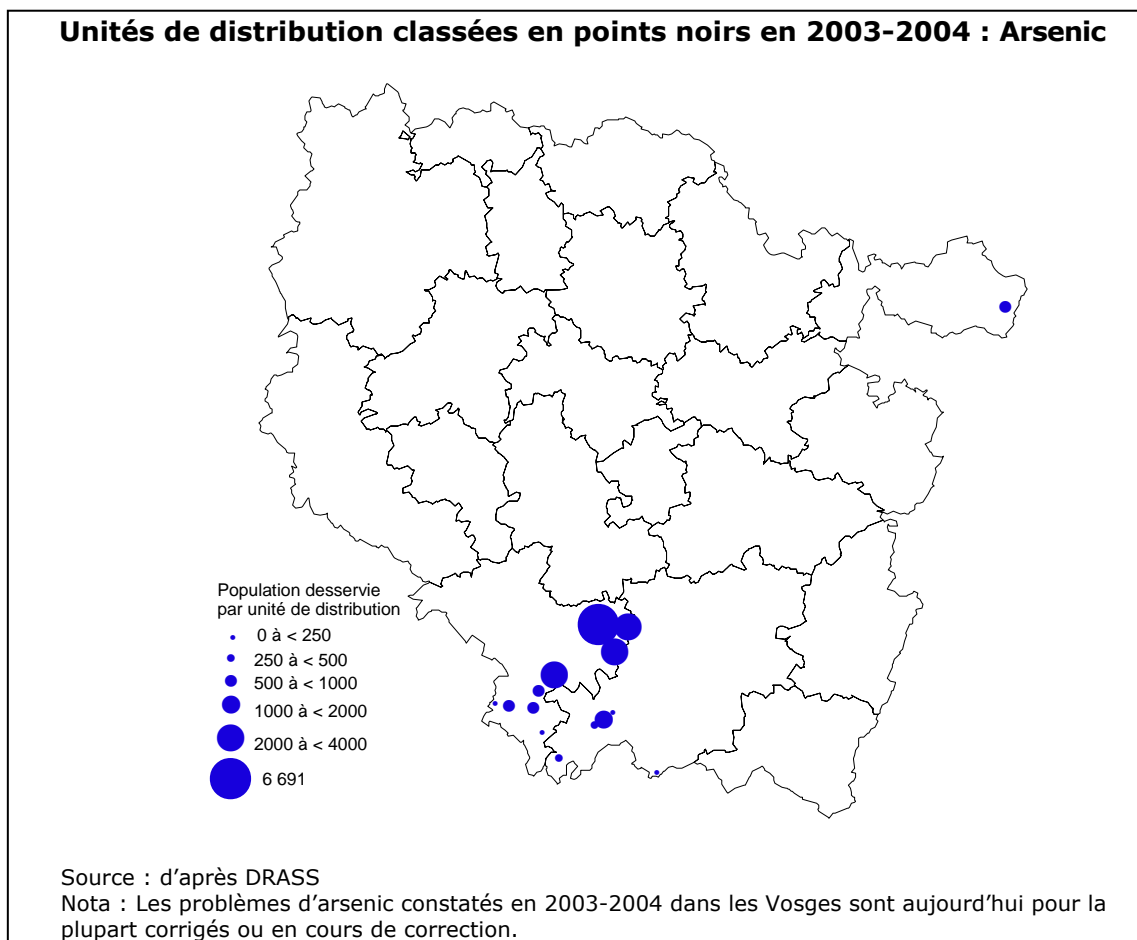 Unités de distribution classées en points noirs en 2003-2004 : Arsenic
Population desservie
par unité de distribution
0 à < 250
250 à < 500
500 à < 1000
1000 à < 2000
2000 à < 4000
6 691
Source : d'après DRASS
Nota : Les problèmes d'arsenic constatés en 2003-2004 dans les Vosges sont aujourd'hui pour la
plupart corrigés ou en cours de correction.